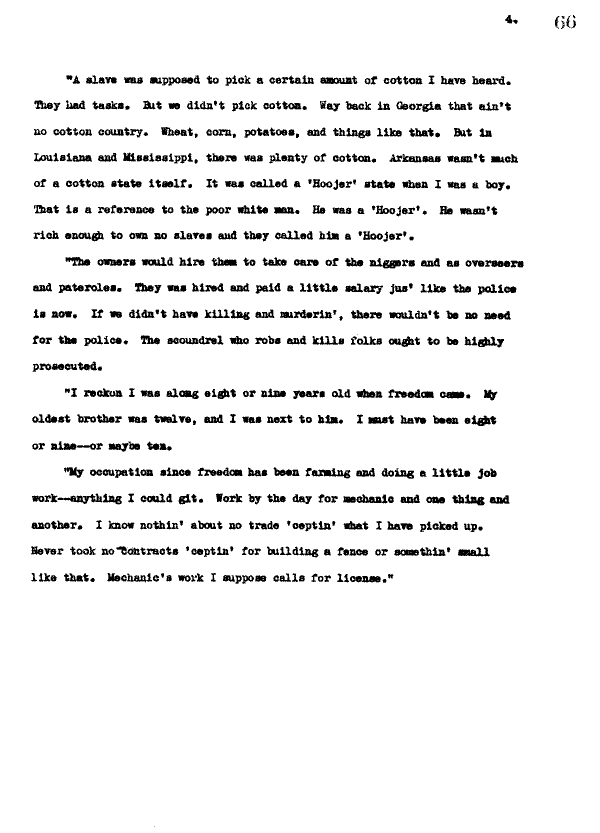 4. 66
"A slave was supposed to pick a certain amount of cotton I have heard.
They had tasks. But we didn't pick cotton. Way back in Georgia that ain't
no cotton country. Wheat, corn, potatoes, and things like that. But in
Louisiana and Mississippi, there was plenty of cotton. Arkansas wasn't much
of a cotton state itself. It was called a 'Hoojer' state when I was a boy.
That is a reference to the poor white man. He was a 'Hoojer'. He wasn't
rich enough to own no slaves and they called him a 'Hoojer'.
"The owners would hire them to take care of the niggers and as overseers
and pateroles. They was hired and paid a little salary jus' like the police
is now. If we didn't have killing and murderin', there wouldn't be no need
for the police. The scoundrel who robs and kills folks ought to be highly
prosecuted.
"I reckon I was along eight or nine years old when freedom came. My
oldest brother was twelve, and I was next to him. I must have been eight
or nine—or maybe ten.
"My occupation since freedom has been farming and doing a little job
work—anything I could git. Work by the day for mechanic and one thing and
another. I know nothin' about no trade 'ceptin' what I have picked up.
Never took no contracts 'ceptin' for building a fence or somethin' small
like that. Mechanic's work I suppose calls for license."